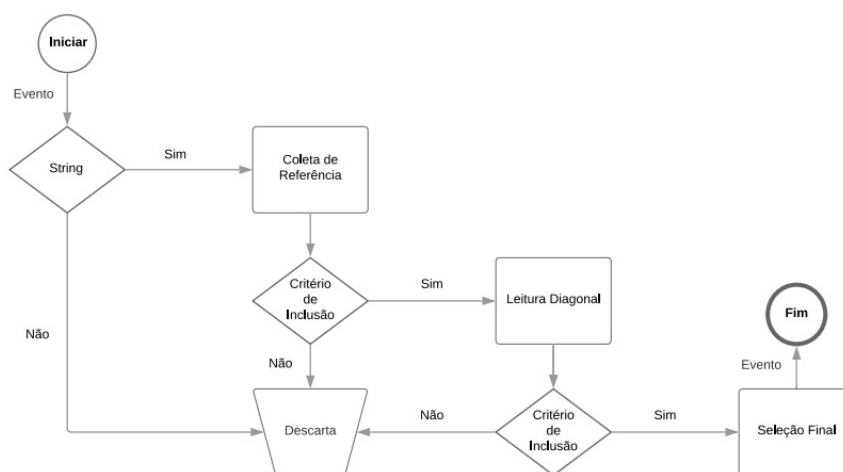 Iniciar
Evento
String
Sim
Coleta de
Referência
Critério
de
Inclusão
Sim
Leitura Diagonal
Fim
Não
Não
Evento
Descarta
Não
Critério
de
Inclusão
Sim
Seleção Final